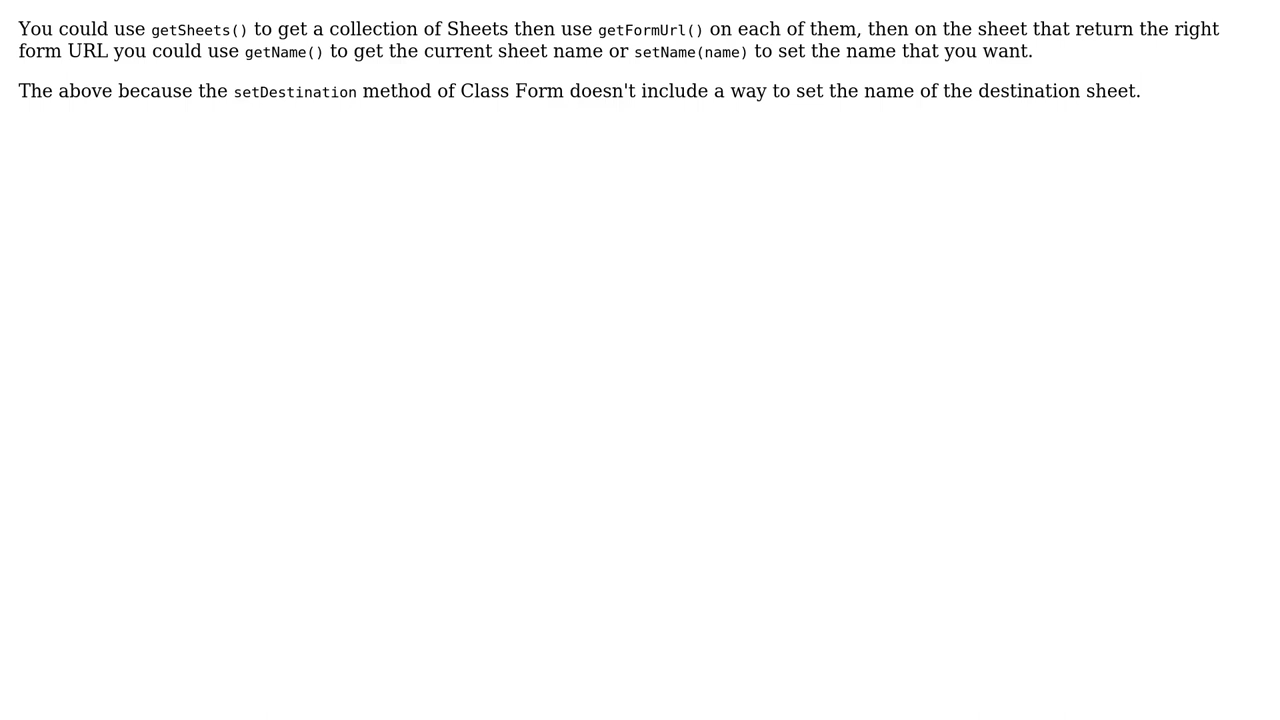 You could use getSheets() to get a collection of Sheets then use getFormUrl() on each of them, then on the sheet that return the right
form URL you could use getName() to get the current sheet name or setName(name) to set the name that you want.
The above because the setDestination method of Class Form doesn't include a way to set the name of the destination sheet.